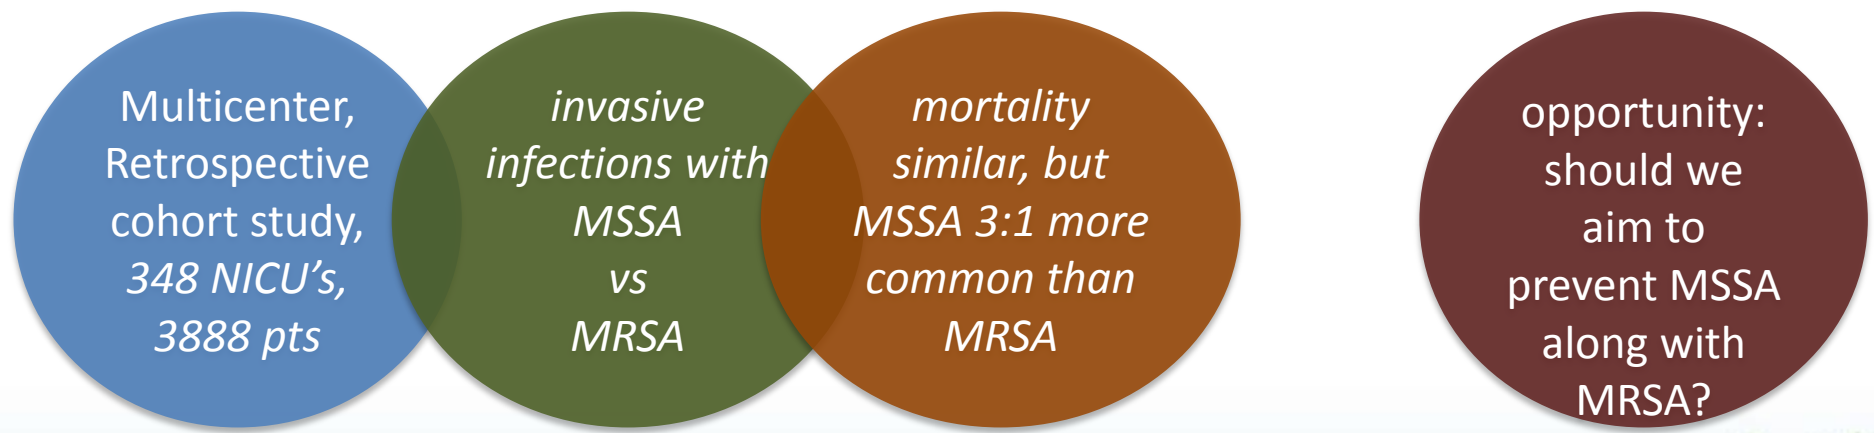 Multicenter,
Retrospective
cohort study,
348 NICU’s,
3888 pts
invasive
infections with
MSSA
vs
MRSA
mortality
similar, but
MSSA 3:1 more
common than
MRSA
opportunity:
should we
aim to
prevent MSSA
along with
MRSA?